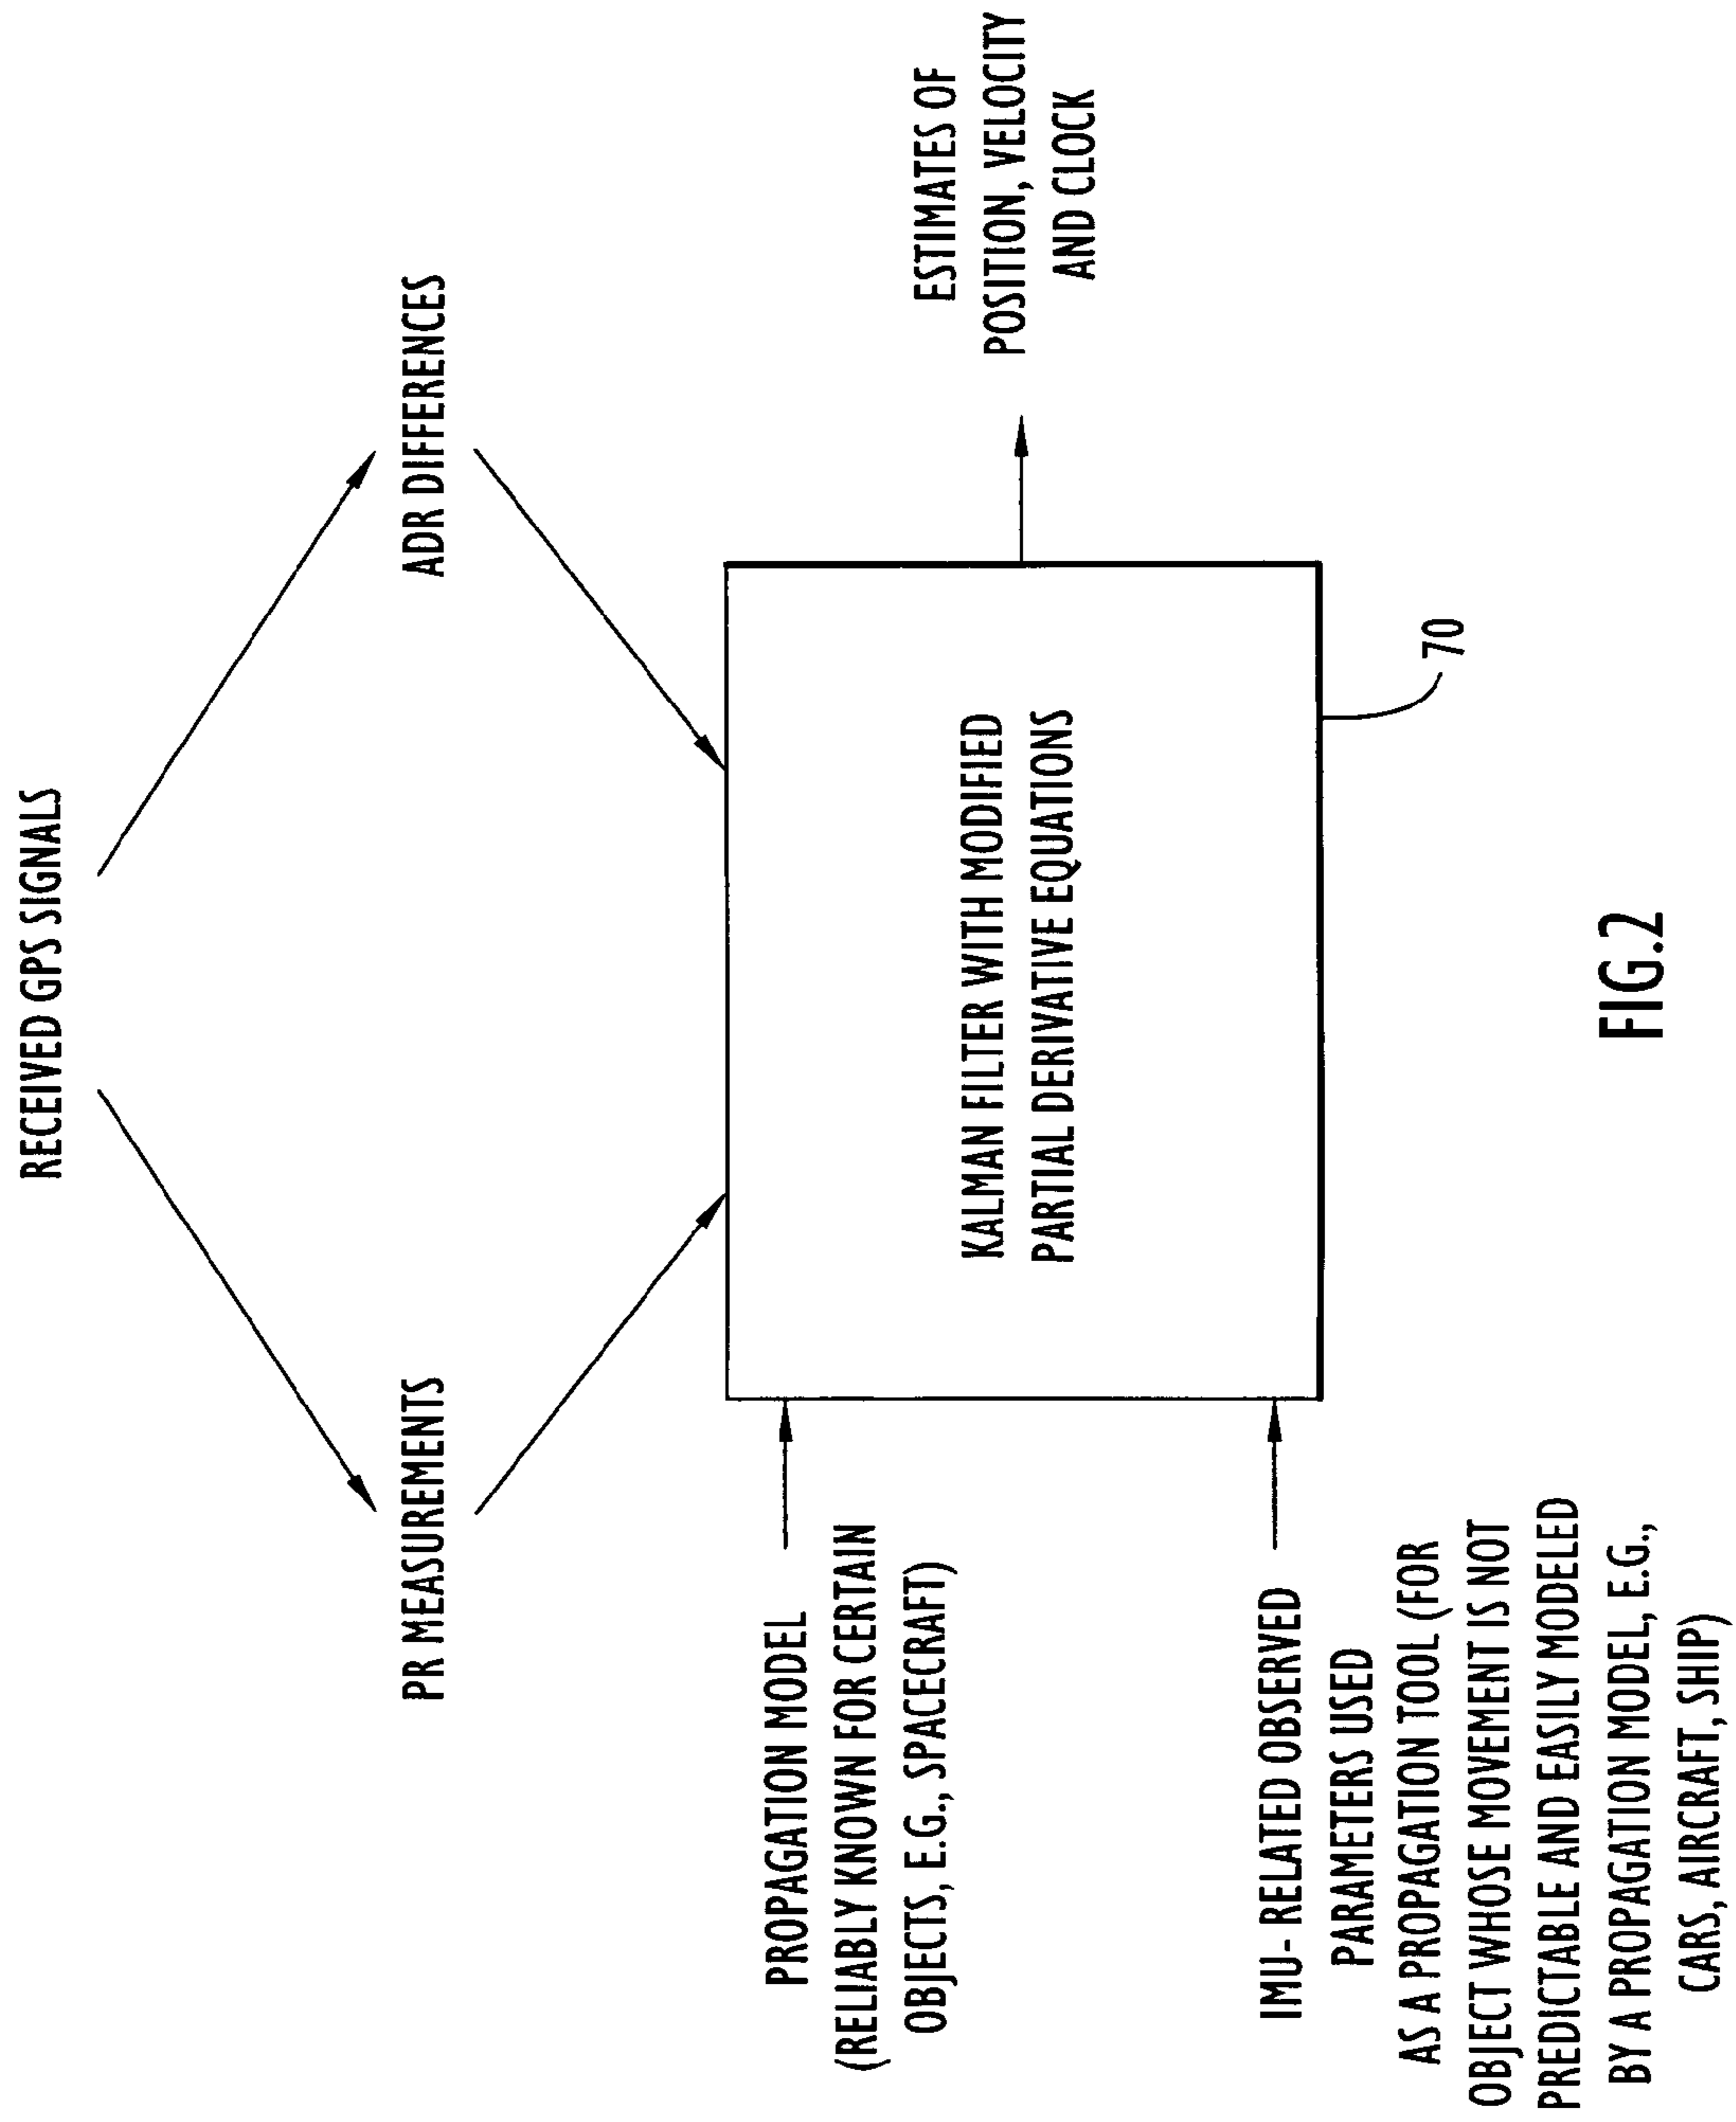 RECEIVED GPS SIGNALS
PR MEASUREMENTS
ADR DIFFERENCES
PROPAGATION MODEL
(RELIABLY KNOWN FOR CERTAIN
OBJECTS, E.G., SPACECRAFT)
IMU- RELATED OBSERVED
PARAMETERS USED
AS A PROPAGATION TOOL (FOR
OBJECT WHOSE MOVEMENT IS NOT
PREDICTABLE AND EASILY MODELED
BY A PROPAGATION MODEL, E.G.,
CARS, AIRCRAFT, SHIP)
KALMAN FILTER WITH MODIFIED
PARTIAL DERIVATIVE EQUATIONS
70
ESTIMATES OF
POSITION, VELOCITY
AND CLOCK
FIG.2